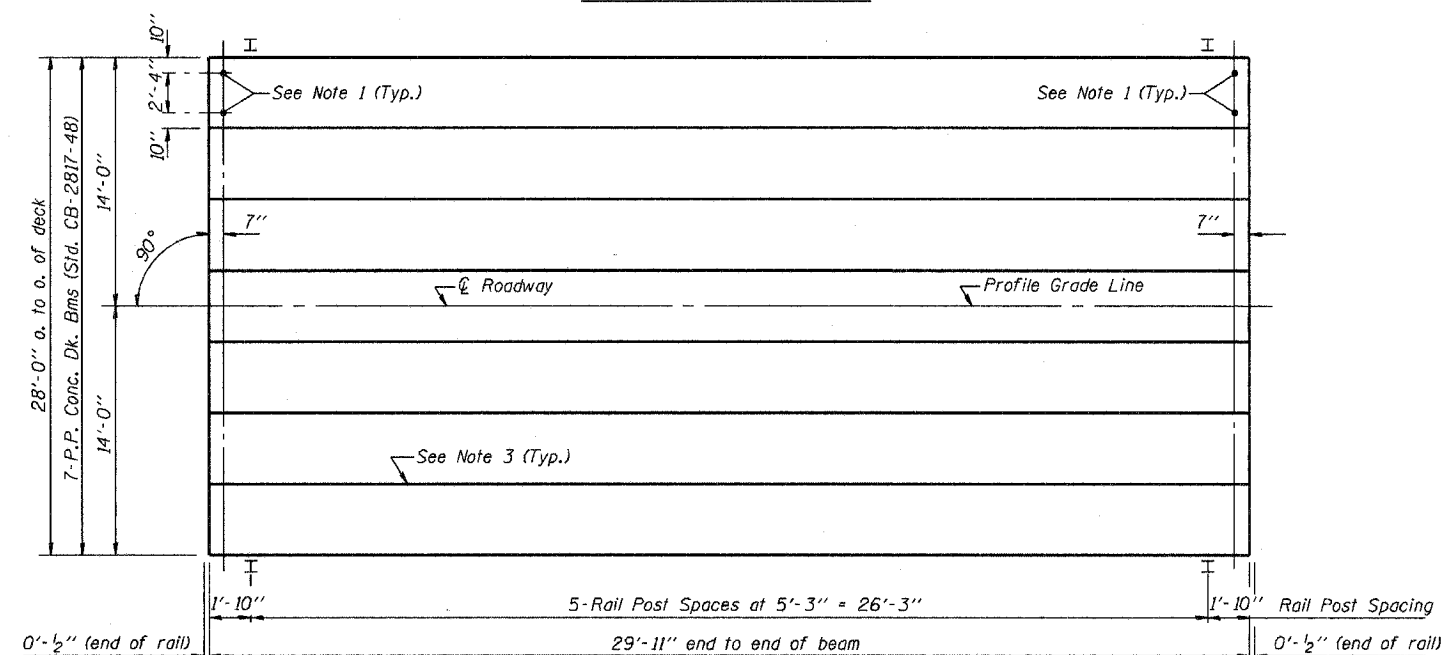 10"
2'-4"
10"
See Note 1 (Typ.)
See Note 1 (Typ.)
28'-0" o. to o. of deck
7-P.P. Conc. Dk. Bms (Std. CB-2817-48)
14'-0"
14'-0"
90°
7"
7"
℄ Roadway
Profile Grade Line
See Note 3 (Typ.)
1'-10"
5-Rail Post Spaces at 5'-3" = 26'-3"
1'-10"
Rail Post Spacing
0'-½" (end of rail)
29'-11" end to end of beam
0'-½" (end of rail)